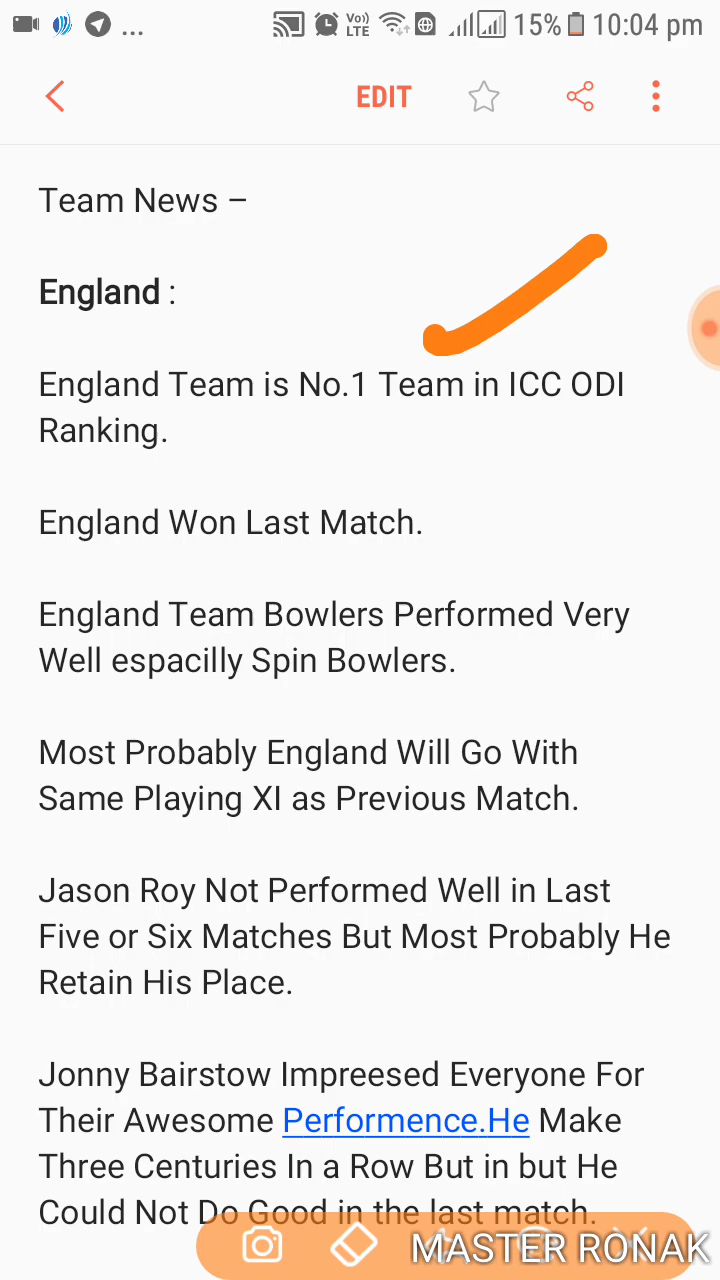 ... Vo)) LTE 15% 10:04 pm
EDIT
Team News –
England :
England Team is No.1 Team in ICC ODI
Ranking.
England Won Last Match.
England Team Bowlers Performed Very
Well espacilly Spin Bowlers.
Most Probably England Will Go With
Same Playing XI as Previous Match.
Jason Roy Not Performed Well in Last
Five or Six Matches But Most Probably He
Retain His Place.
Jonny Bairstow Impreesed Everyone For
Their Awesome Performence.He Make
Three Centuries In a Row But in but He
Could Not Do Good in the last match.
MASTER RONAK